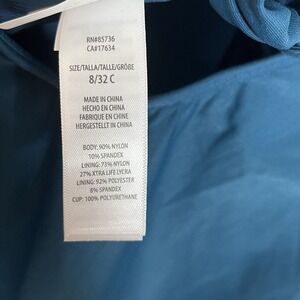 RN#85736
CA#17634
SIZE/TALLA/TAILLE/GRÖßE
8/32 C
MADE IN CHINA
HECHO EN CHINA
FABRIQUE EN CHINE
HERGESTELLT IN CHINA
BODY: 90% NYLON
10% SPANDEX
LINING: 73% NYLON
27% XTRA LIFE LYCRA
LINING: 92% POLYESTER
8% SPANDEX
CUP: 100% POLYURETHANE